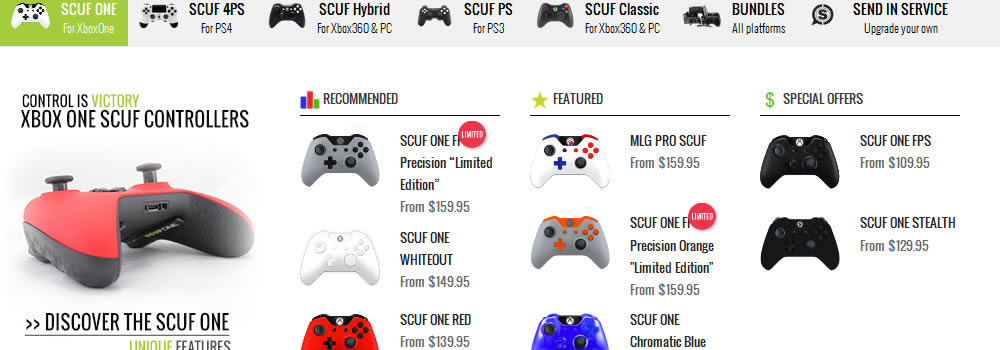 SCUF ONE
For XboxOne
SCUF 4PS
For PS4
SCUF Hybrid
For Xbox360 & PC
SCUF PS
For PS3
SCUF Classic
For Xbox360 & PC
BUNDLES
All platforms
SEND IN SERVICE
Upgrade your own
CONTROL IS VICTORY
XBOX ONE SCUF CONTROLLERS
SCUF ONE
>> DISCOVER THE SCUF ONE
UNIQUE FEATURES
RECOMMENDED
SCUF ONE
LIMITED
Precision “Limited
Edition”
From $159.95
SCUF ONE
WHITEOUT
From $149.95
SCUF ONE RED
From $139.95
FEATURED
MLG PRO SCUF
From $159.95
SCUF ONE
LIMITED
Precision Orange
"Limited Edition"
From $159.95
SCUF ONE
Chromatic Blue
$ SPECIAL OFFERS
SCUF ONE FPS
From $109.95
SCUF ONE STEALTH
From $129.95